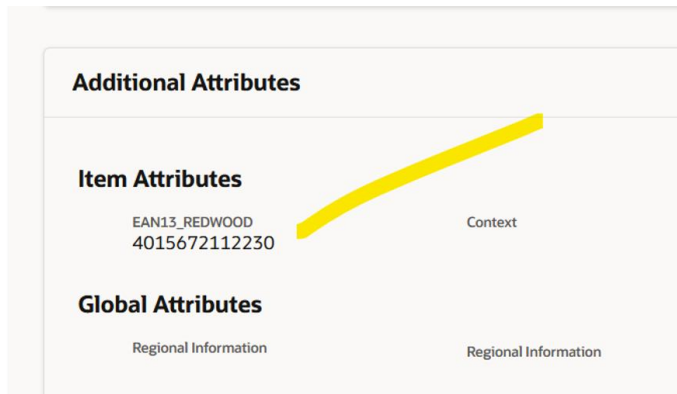 Additional Attributes
Item Attributes
EAN13_REDWOOD
Context
4015672112230
Global Attributes
Regional Information
Regional Information